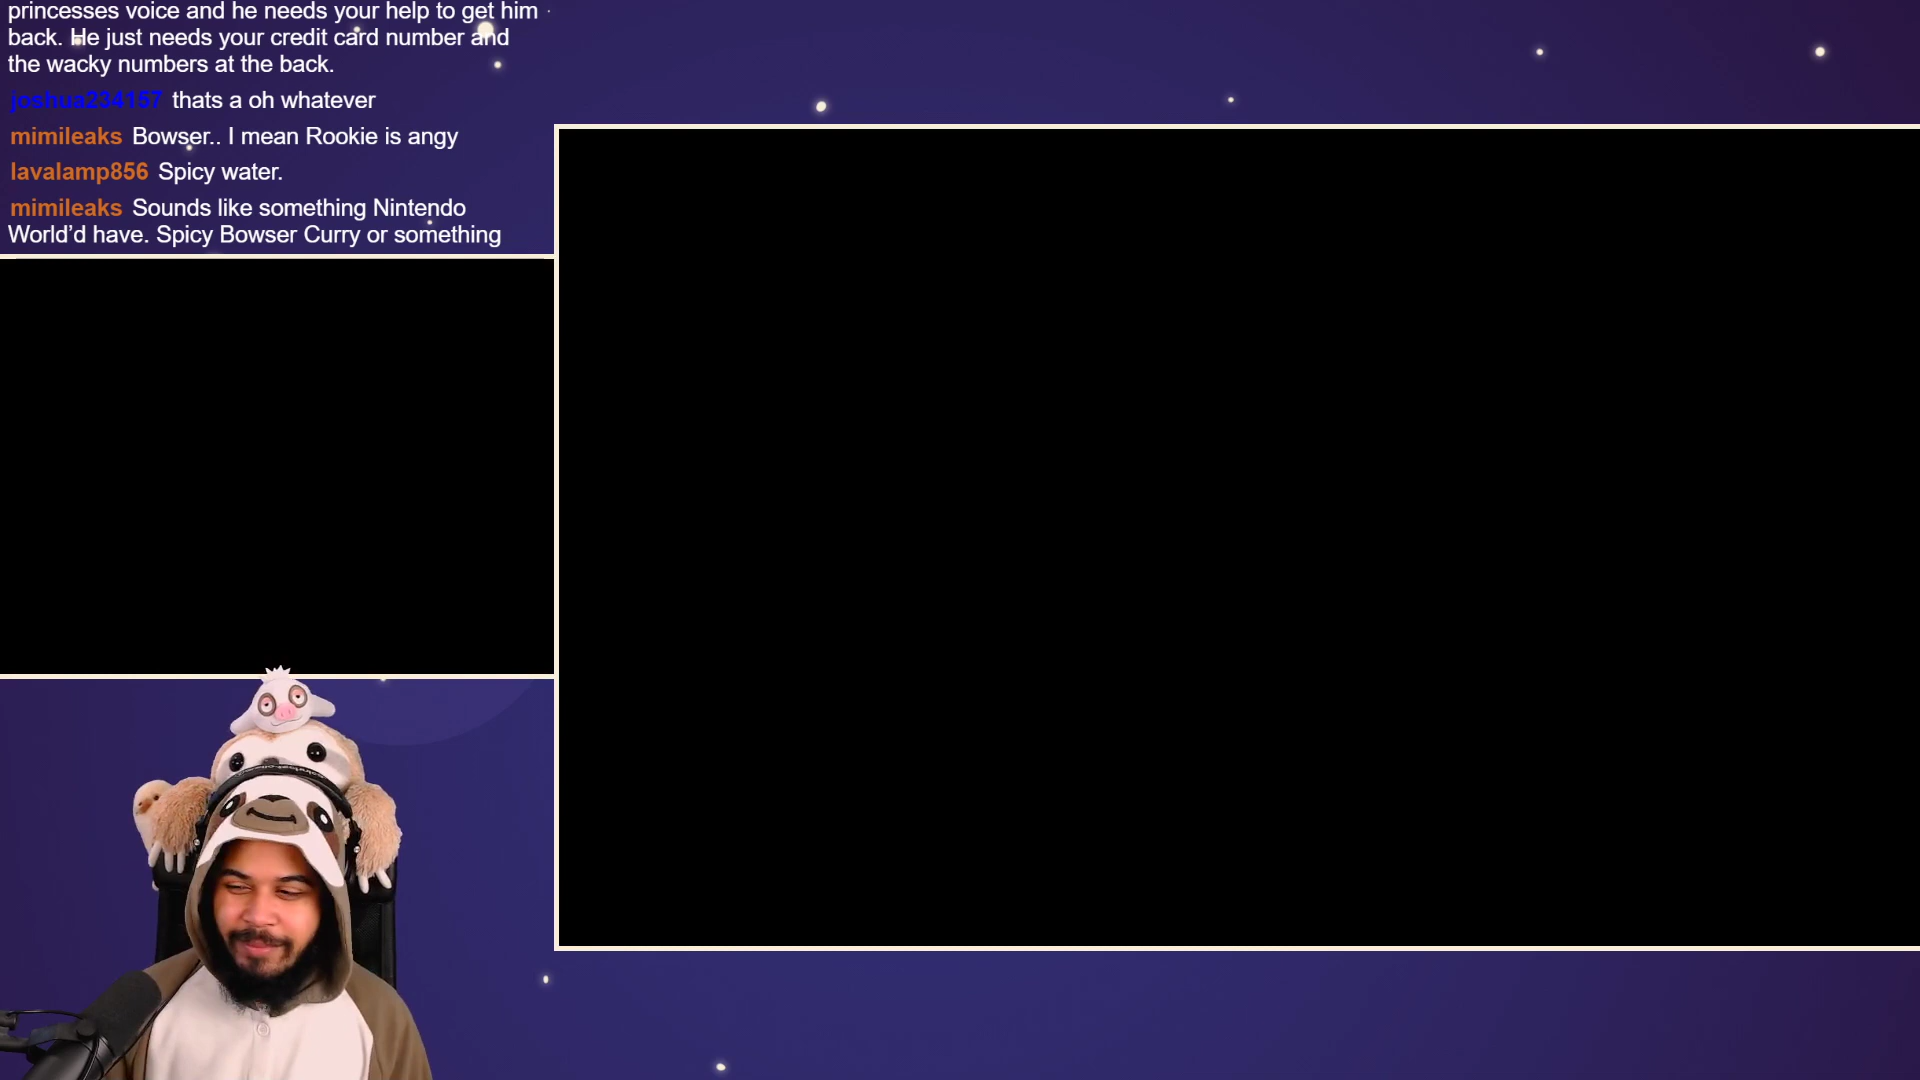 princesses voice and he needs your help to get him
back. He just needs your credit card number and
the wacky numbers at the back.
joshua234157 thats a oh whatever
mimileaks Bowser.. I mean Rookie is angy
lavalamp856 Spicy water.
mimileaks Sounds like something Nintendo
World’d have. Spicy Bowser Curry or something